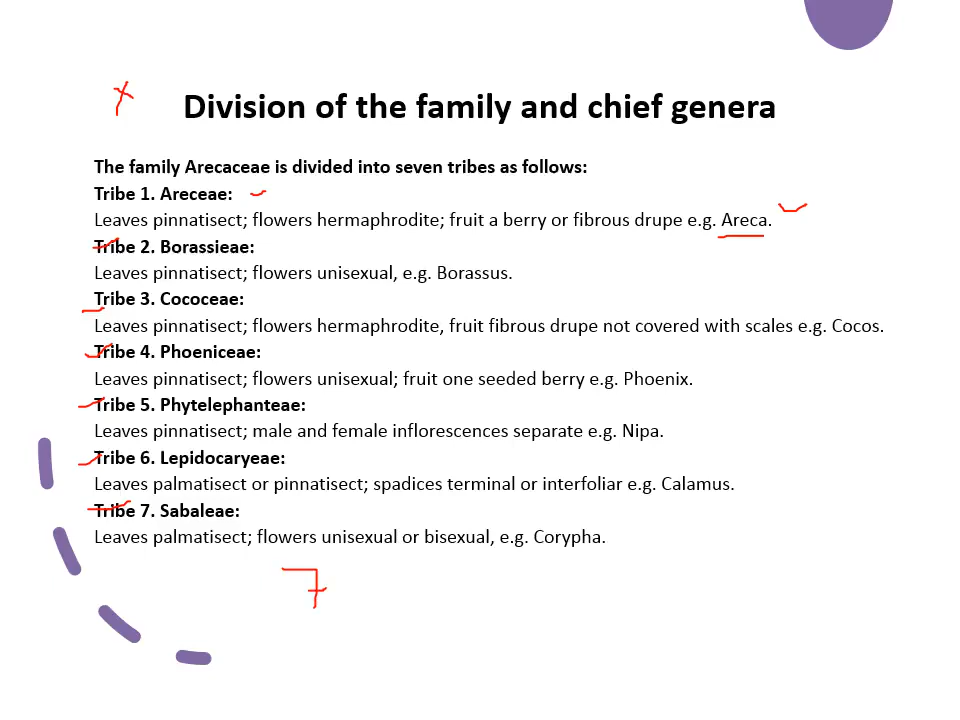 Division of the family and chief genera
The family Arecaceae is divided into seven tribes as follows:
Tribe 1. Areceae:
Leaves pinnatisect; flowers hermaphrodite; fruit a berry or fibrous drupe e.g. Areca.
Tribe 2. Borassieae:
Leaves pinnatisect; flowers unisexual, e.g. Borassus.
Tribe 3. Cococeae:
Leaves pinnatisect; flowers hermaphrodite, fruit fibrous drupe not covered with scales e.g. Cocos.
Tribe 4. Phoeniceae:
Leaves pinnatisect; flowers unisexual; fruit one seeded berry e.g. Phoenix.
Tribe 5. Phytelephanteae:
Leaves pinnatisect; male and female inflorescences separate e.g. Nipa.
Tribe 6. Lepidocaryeae:
Leaves palmatisect or pinnatisect; spadices terminal or interfoliar e.g. Calamus.
Tribe 7. Sabaleae:
Leaves palmatisect; flowers unisexual or bisexual, e.g. Corypha.
7